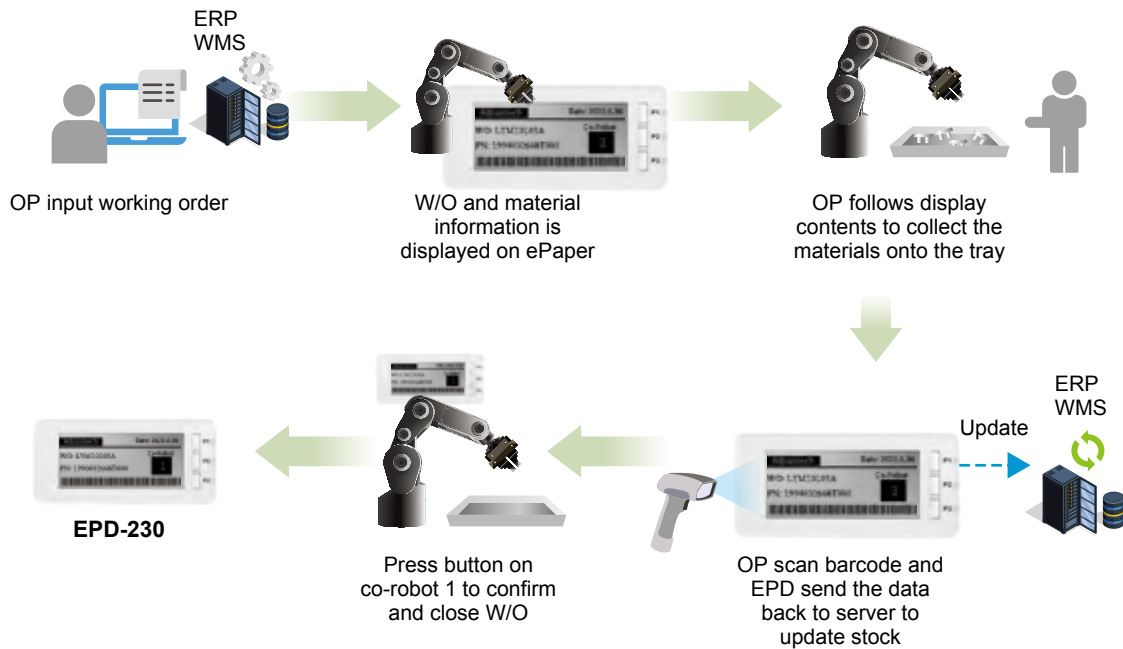 ERP
WMS
OP input working order
W/O and material
information is
displayed on ePaper
OP follows display
contents to collect the
materials onto the tray
ERP
WMS
Update
OP scan barcode and
EPD send the data
back to server to
update stock
Press button on
co-robot 1 to confirm
and close W/O
EPD-230